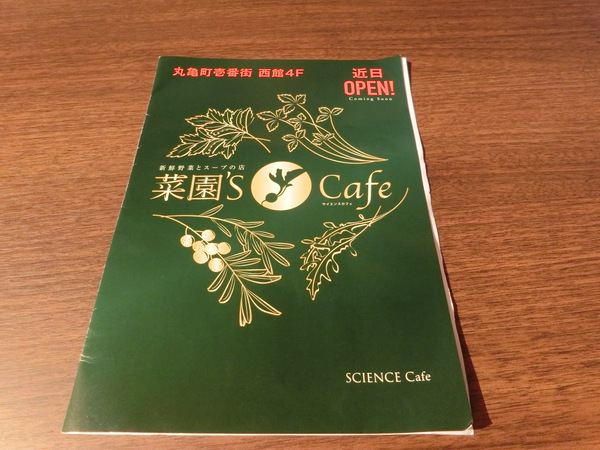 丸亀町壱番街 西館4F
近日
OPEN!
Coming Soon
新鮮野菜とスープの店
菜園'S Cafe
サイエンスカフェ
SCIENCE Cafe